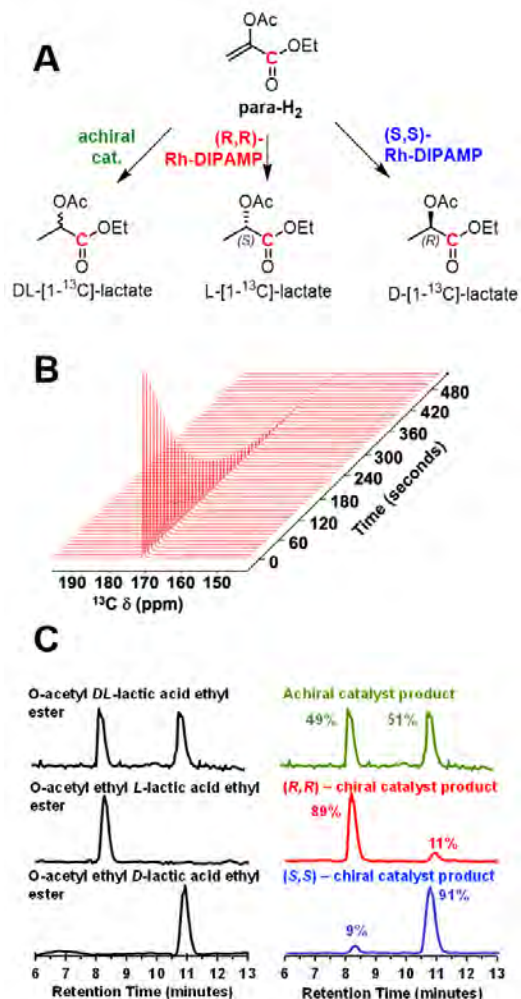 A
OAc
OEt
C
O
para-H2
achiral
cat.
(R,R)-
Rh-DIPAMP
(S,S)-
Rh-DIPAMP
OAc
OEt
C
O
OAc
OEt
(S)
C
O
OAc
OEt
(R)
C
O
DL-[1-13C]-lactate
L-[1-13C]-lactate
D-[1-13C]-lactate
B
480
420
360
300
240
180
120
60
0
Time (seconds)
190 180 170 160 150
13C δ (ppm)
C
O-acetyl DL-lactic acid ethyl
ester
Achiral catalyst product
49%
51%
O-acetyl ethyl L-lactic acid ethyl
ester
(R,R) – chiral catalyst product
89%
11%
O-acetyl ethyl D-lactic acid ethyl
ester
(S,S) – chiral catalyst product
91%
9%
6 7 8 9 10 11 12 13
Retention Time (minutes)
6 7 8 9 10 11 12 13
Retention Time (minutes)